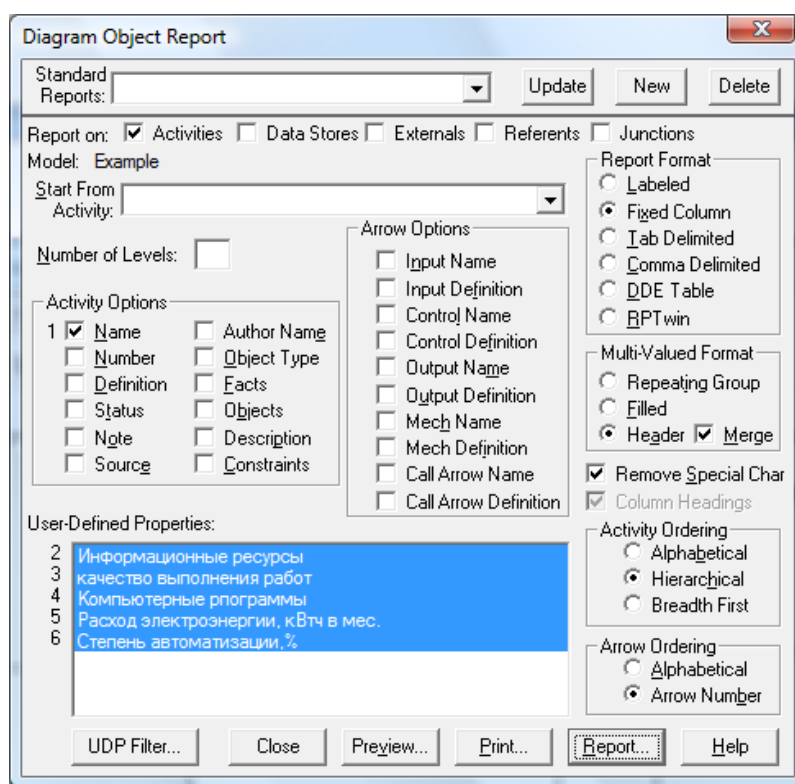 Diagram Object Report
Standard Reports:
Update New Delete
Report on: Activities Data Stores Externals Referents Junctions
Model: Example
Start From Activity:
Number of Levels:
Activity Options
1 Name Author Name
Number Object Type
Definition Facts
Status Objects
Note Description
Source Constraints
Arrow Options
Input Name
Input Definition
Control Name
Control Definition
Output Name
Output Definition
Mech Name
Mech Definition
Call Arrow Name
Call Arrow Definition
Report Format
Labeled
Fixed Column
Tab Delimited
Comma Delimited
DDE Table
RPTwin
Multi-Valued Format
Repeating Group
Filled
Header Merge
Remove Special Char
Column Headings
Activity Ordering
Alphabetical
Hierarchical
Breadth First
Arrow Ordering
Alphabetical
Arrow Number
User-Defined Properties:
2 Информационные ресурсы
3 качество выполнения работ
4 Компьютерные рпограммы
5 Расход электроэнергии, кВтч в мес.
6 Степень автоматизации,%
UDP Filter... Close Preview... Print... Report... Help